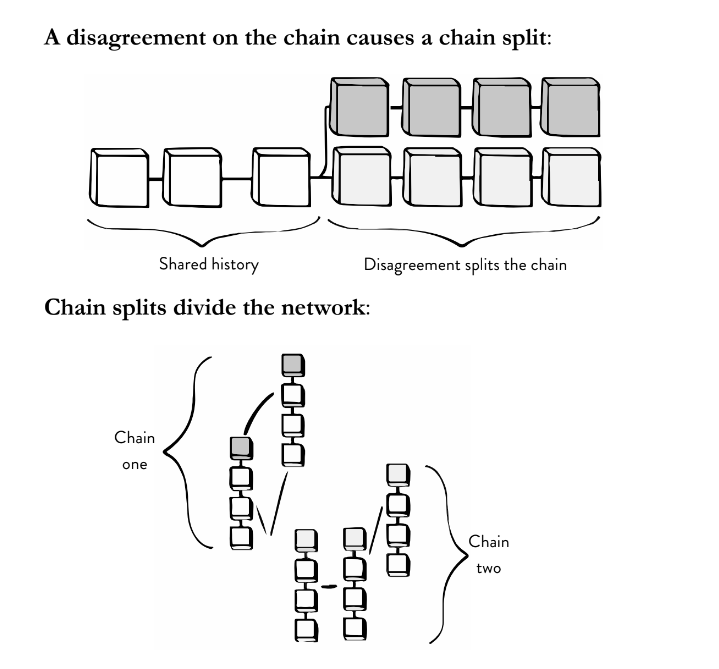 A disagreement on the chain causes a chain split:
Shared history
Disagreement splits the chain
Chain splits divide the network:
Chain
one
Chain
two